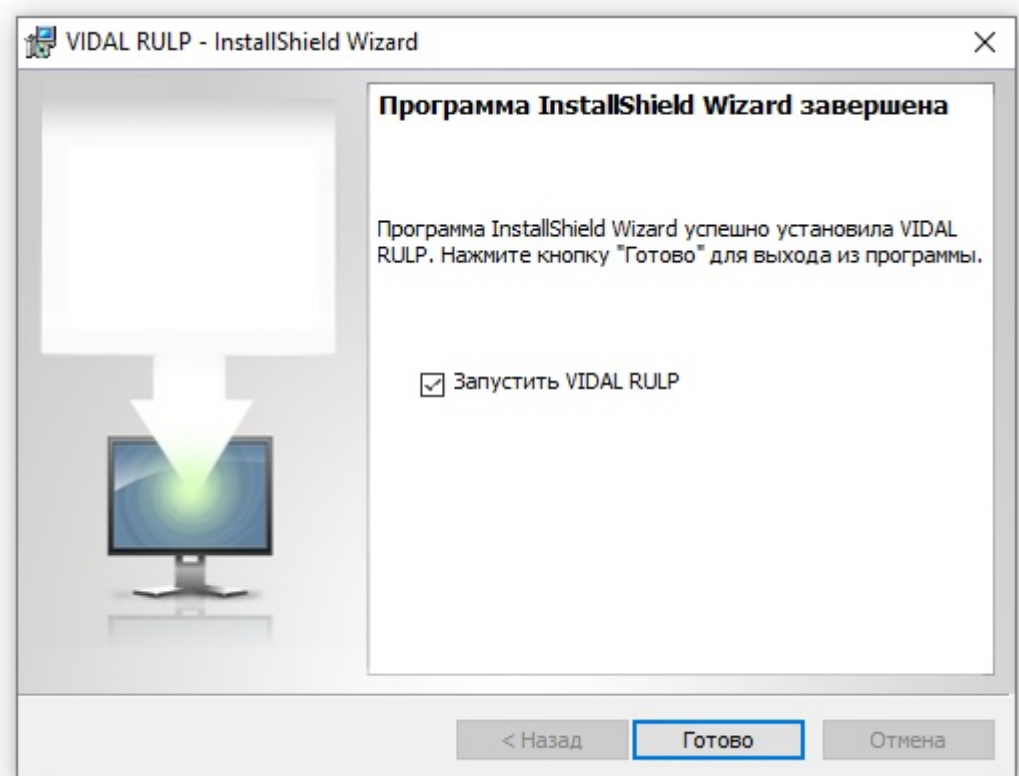 VIDAL RULP - InstallShield Wizard
Программа InstallShield Wizard завершена
Программа InstallShield Wizard успешно установила VIDAL
RULP. Нажмите кнопку "Готово" для выхода из программы.
Запустить VIDAL RULP
< Назад
Готово
Отмена